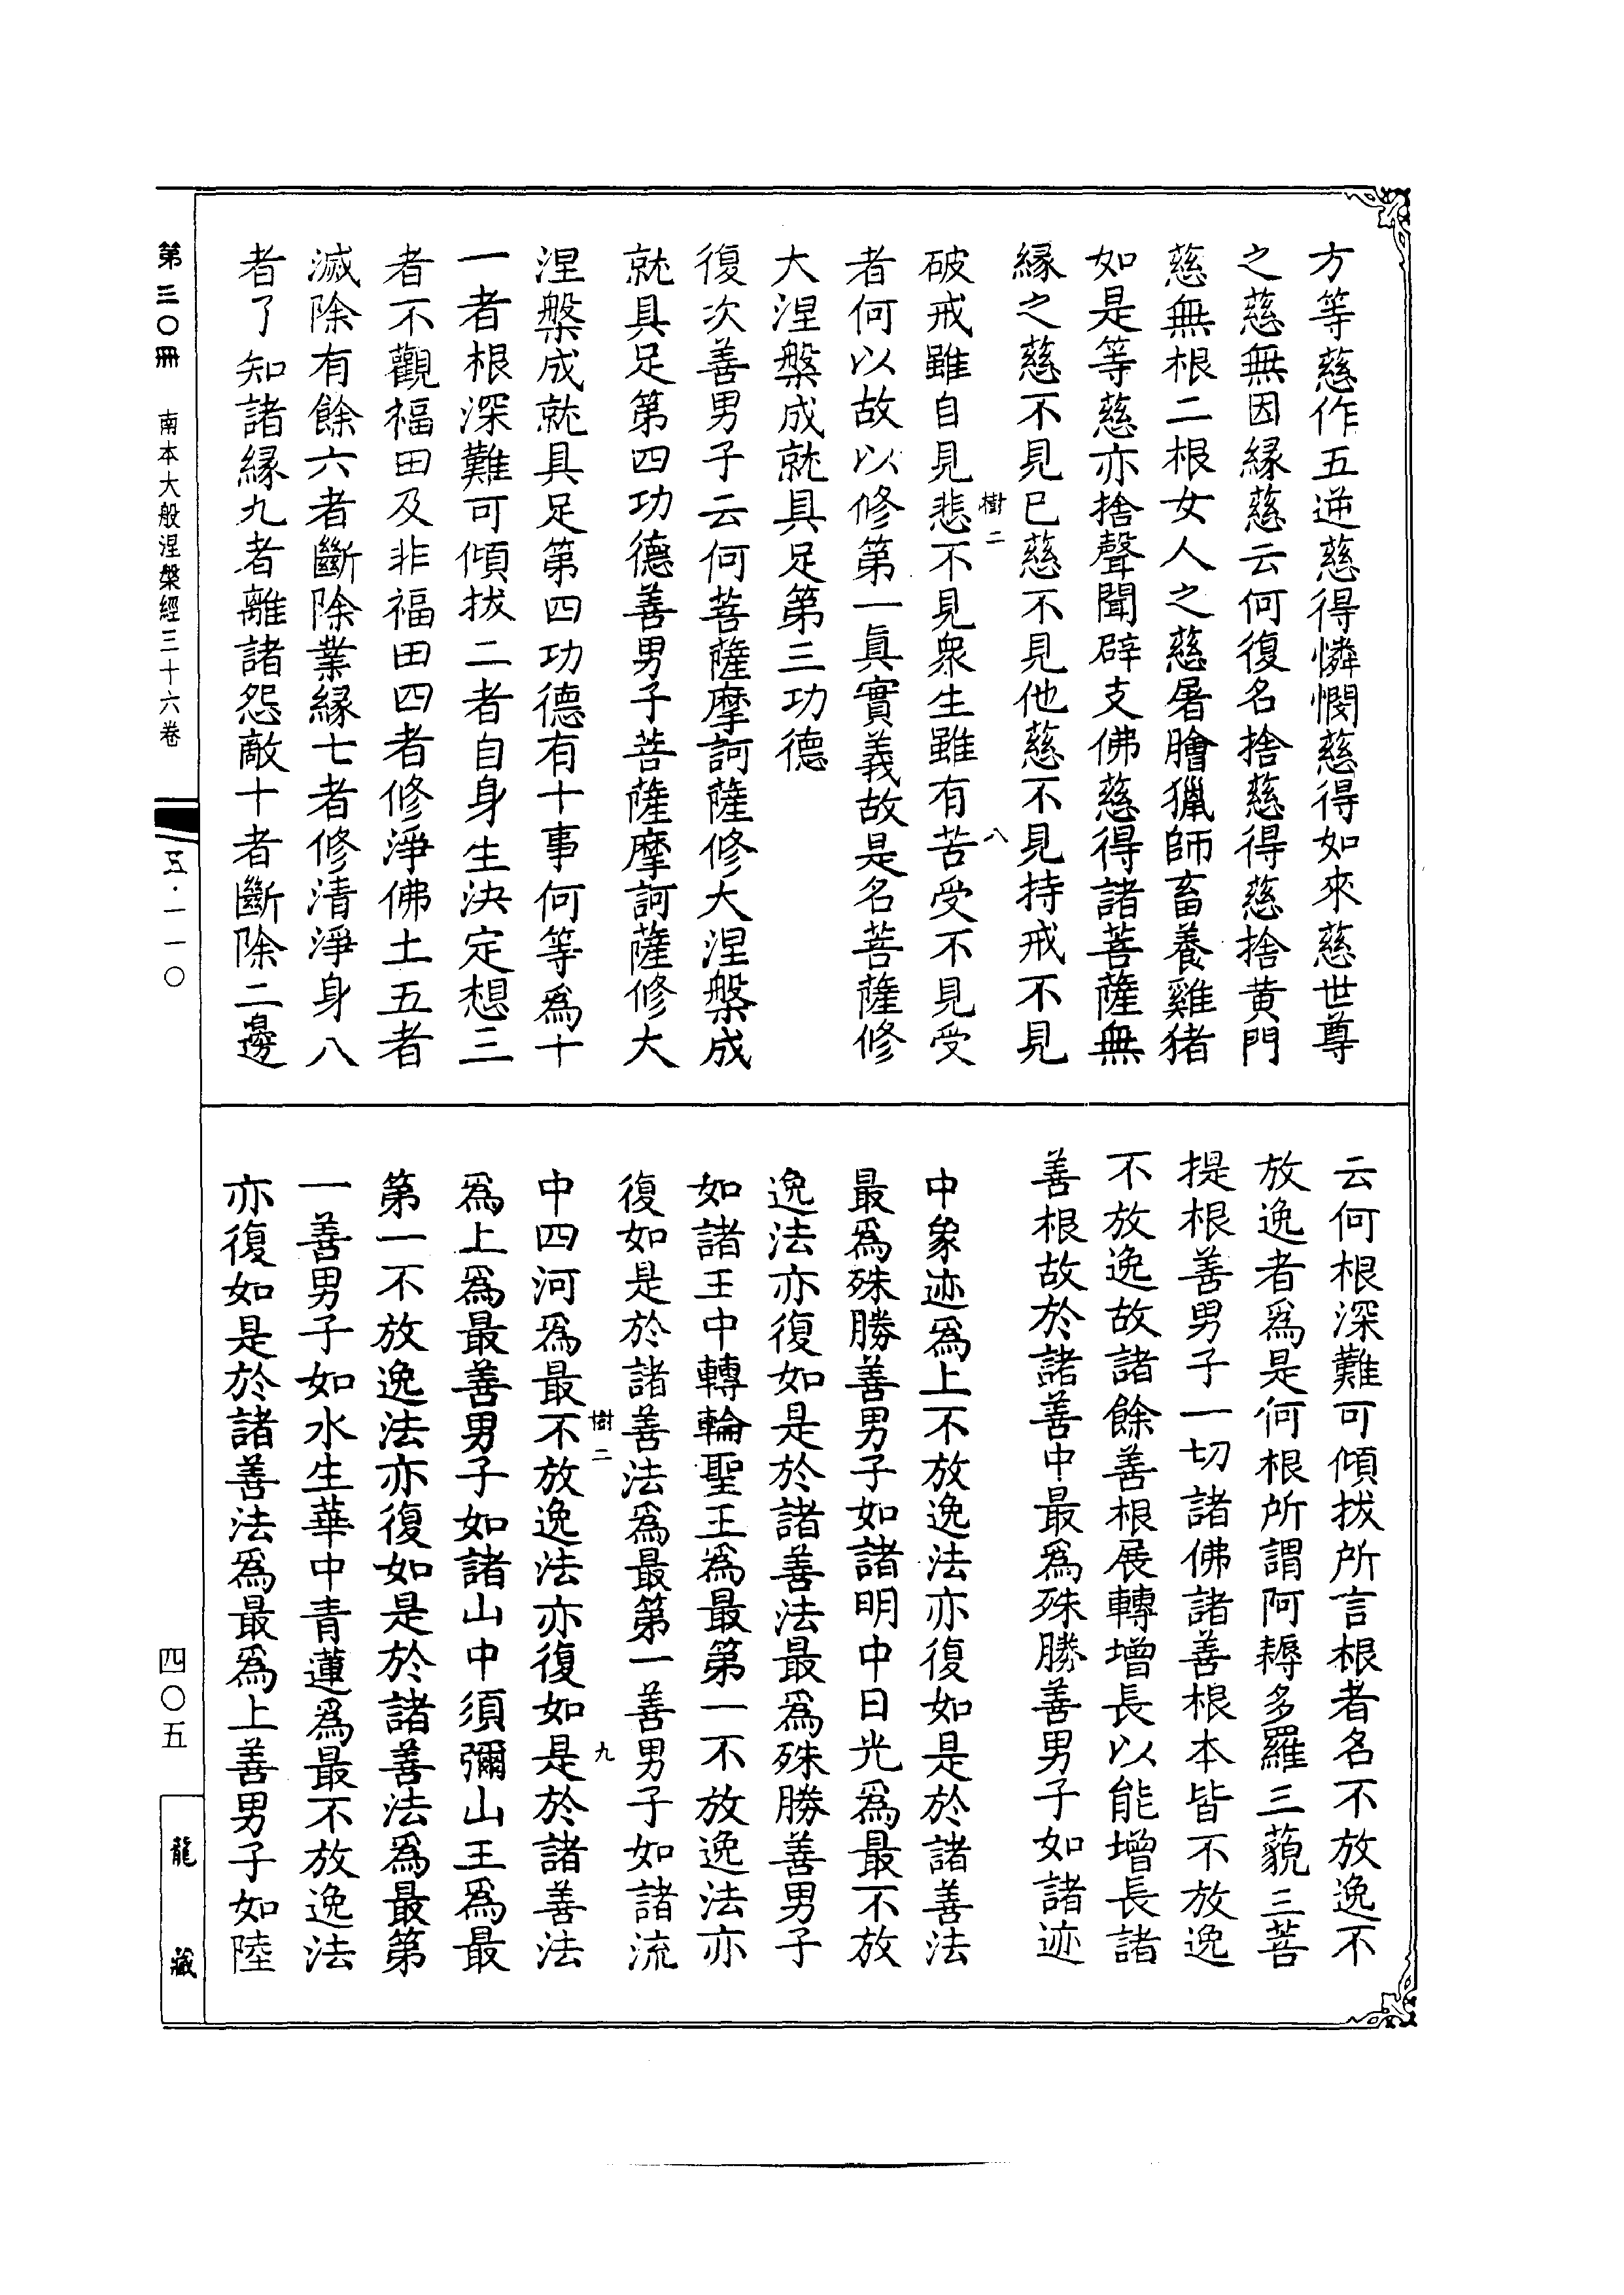 方等慈作五逆慈得憐憫慈得如來慈世尊
之慈無因緣慈云何復名捨慈得慈捨黃門
慈無根二根女人之慈屠膾獵師畜養雞猪
如是等慈亦捨聲聞辟支佛慈得諸菩薩無
緣之慈不見已慈不見他慈不見持戒不見
樹二
八
破戒雖自見悲不見衆生雖有苦受不見受
者何以故以修第一眞實義故是名菩薩修
大涅槃成就具足第三功德
復次善男子云何菩薩摩訶薩修大涅槃成
就具足第四功德善男子菩薩摩訶薩修大
涅槃成就具足第四功德有十事何等爲十
一者根深難可傾拔二者自身生決定想三
者不觀福田及非福田四者修淨佛土五者
滅除有餘六者斷除業緣七者修清淨身八
者了知諸緣九者離諸怨敵十者斷除二邊
云何根深難可傾拔所言根者名不放逸不
放逸者爲是何根所謂阿耨多羅三藐三菩
提根善男子一切諸佛諸善根本皆不放逸
不放逸故諸餘善根展轉增長以能增長諸
善根故於諸善中最爲殊勝善男子如諸迹
中象迹爲上不放逸法亦復如是於諸善法
最爲殊勝善男子如諸明中日光爲最不放
逸法亦復如是於諸善法最爲殊勝善男子
如諸王中轉輪聖王爲最第一不放逸法亦
復如是於諸善法爲最第一善男子如諸流
樹二
九
中四河爲最不放逸法亦復如是於諸善法
爲上爲最善男子如諸山中須彌山王爲最
第一不放逸法亦復如是於諸善法爲最第
一善男子如水生華中青蓮爲最不放逸法
亦復如是於諸善法爲最爲上善男子如陸
第三〇冊 南本大般涅槃經三十六卷 五·一一〇 四〇五 龍藏